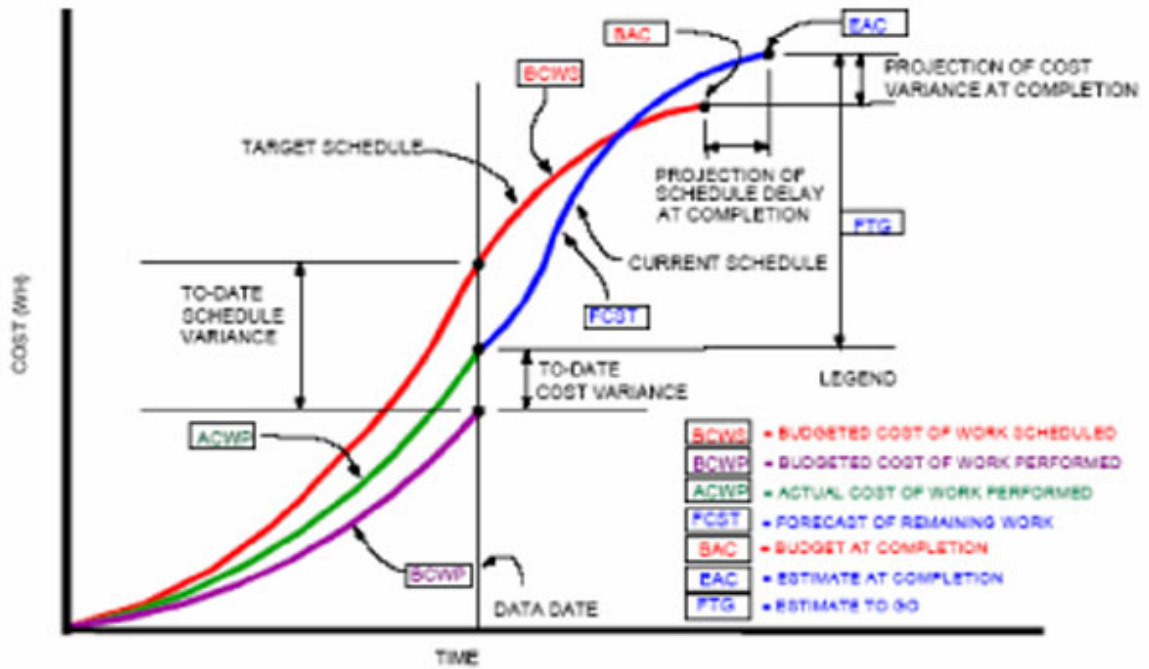 BAC
EAC
BCWS
PROJECTION OF COST
VARIANCE AT COMPLETION
TARGET SCHEDULE
PROJECTION OF
SCHEDULE DELAY
AT COMPLETION
FTG
CURRENT SCHEDULE
TO-DATE
SCHEDULE
VARIANCE
FCST
COST (WH)
TO-DATE
COST VARIANCE
LEGEND
ACWP
BCWS = BUDGETED COST OF WORK SCHEDULED
BCWP = BUDGETED COST OF WORK PERFORMED
ACWP = ACTUAL COST OF WORK PERFORMED
FCST = FORECAST OF REMAINING WORK
BAC = BUDGET AT COMPLETION
EAC = ESTIMATE AT COMPLETION
FTG = ESTIMATE TO GO
BCWP
DATA DATE
TIME